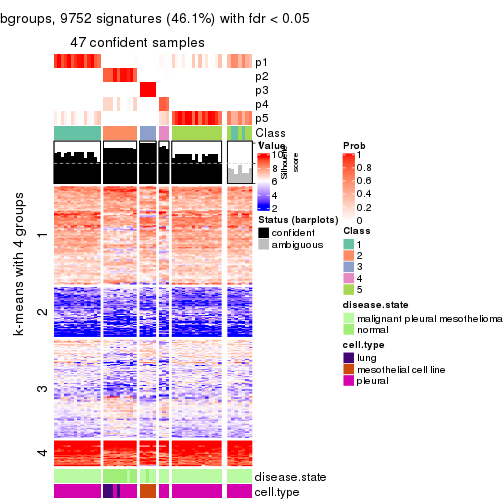 bgroups, 9752 signatures (46.1%) with fdr < 0.05
47 confident samples
p1
p2
p3
p4
p5
Class
1
2
3
4
k-means with 4 groups
disease.state
cell.type
Value
10
8
6
4
2
Silhouette
score
Status (barplots)
confident
ambiguous
Prob
1
0.8
0.6
0.4
0.2
0
Class
1
2
3
4
5
disease.state
malignant pleural mesothelioma
normal
cell.type
lung
mesothelial cell line
pleural